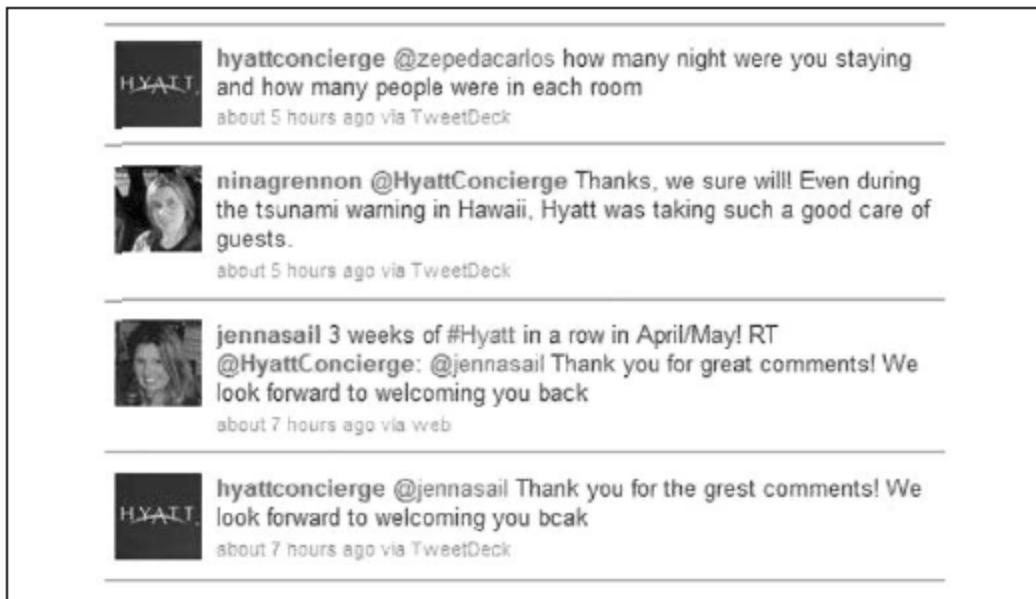 HYATT
hyattconcierge @zepedacarlos how many night were you staying
and how many people were in each room
about 5 hours ago via TweetDeck
ninagrennon @HyattConcierge Thanks, we sure will! Even during
the tsunami warning in Hawaii, Hyatt was taking such a good care of
guests.
about 5 hours ago via TweetDeck
jennasail 3 weeks of #Hyatt in a row in April/May! RT
@HyattConcierge: @jennasail Thank you for great comments! We
look forward to welcoming you back
about 7 hours ago via web
HYATT
hyattconcierge @jennasail Thank you for the grest comments! We
look forward to welcoming you bcak
about 7 hours ago via TweetDeck